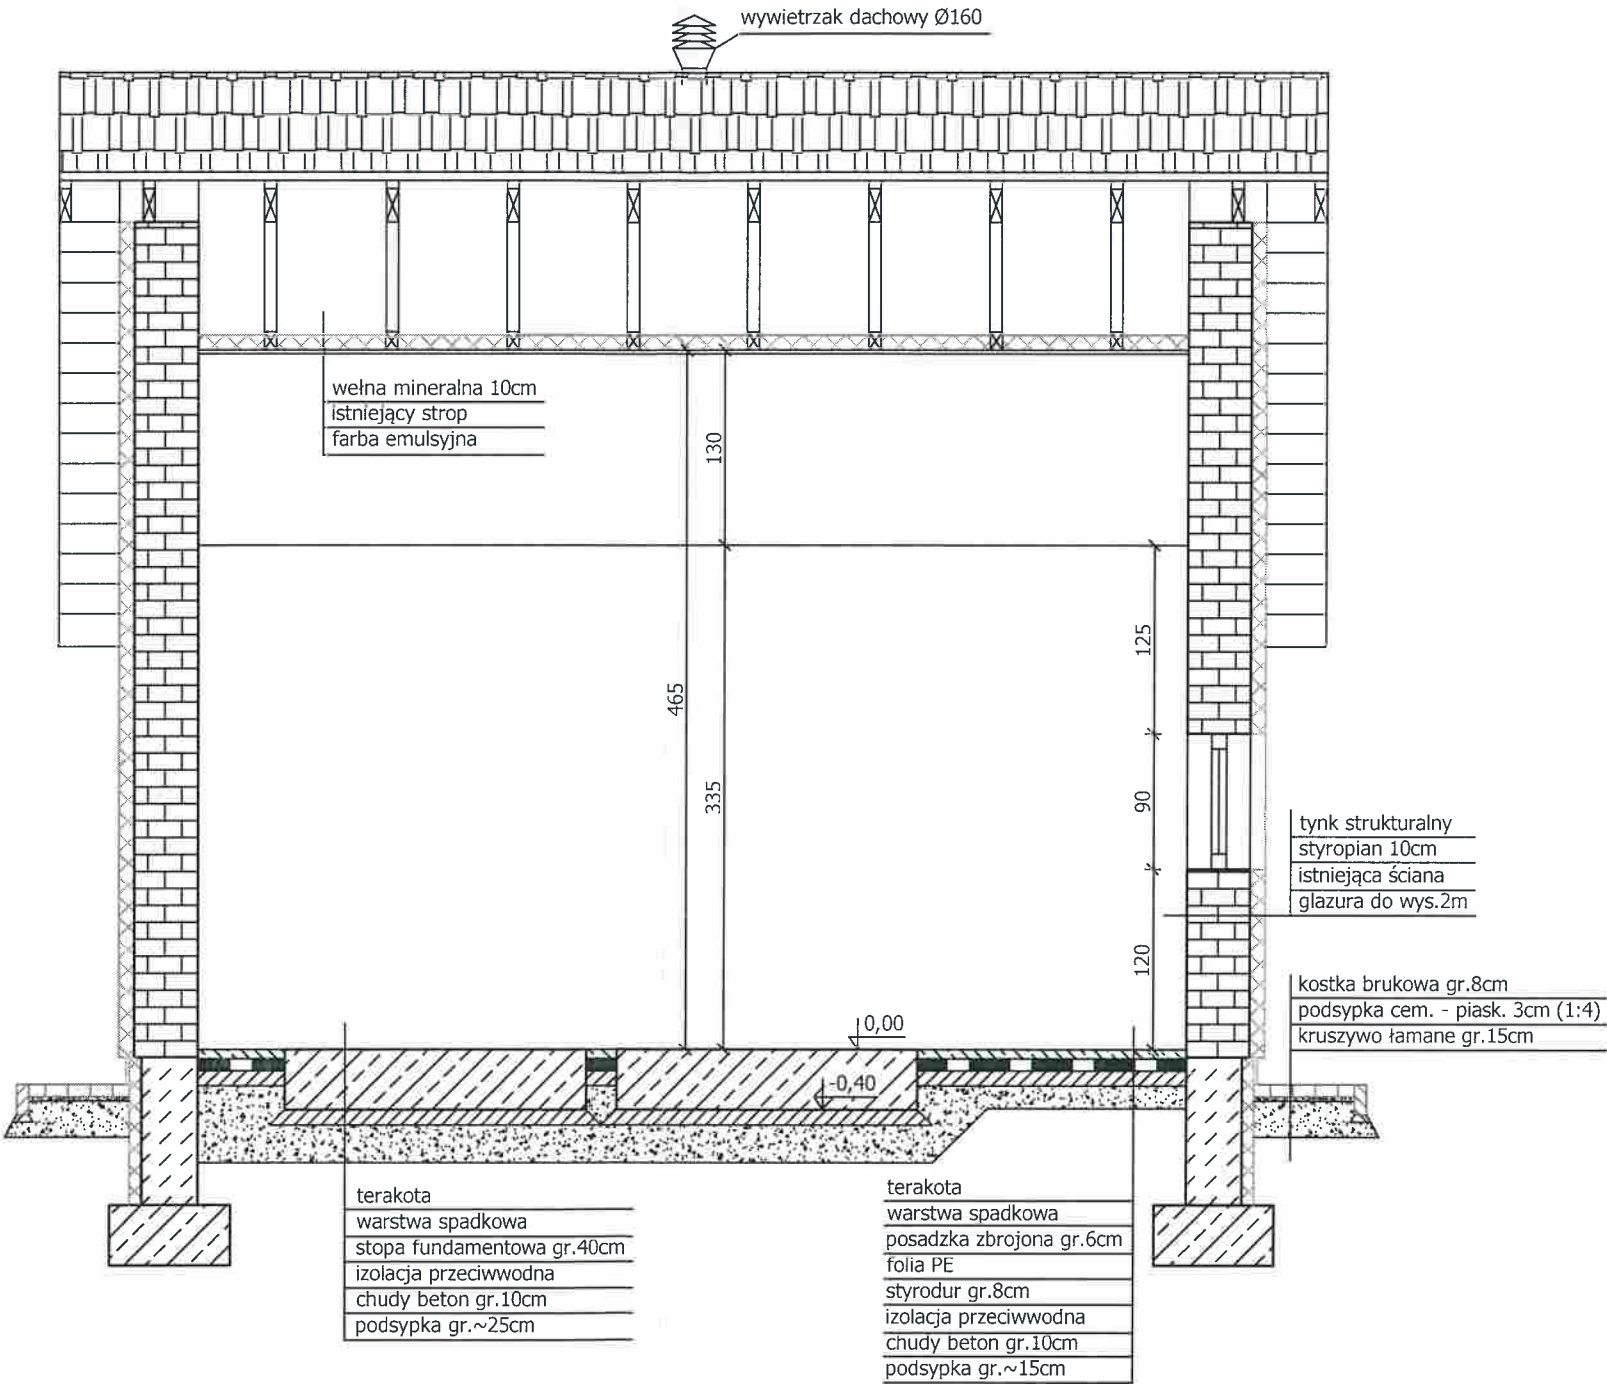 wywietrzak dachowy Ø160
wełna mineralna 10cm
istniejący strop
farba emulsyjna
130
465
335
125
90
120
tynk strukturalny
styropian 10cm
istniejąca ściana
glazura do wys.2m
kostka brukowa gr.8cm
podsypka cem. - piask. 3cm (1:4)
kruszywo łamane gr.15cm
0,00
-0,40
terakota
warstwa spadkowa
stopa fundamentowa gr.40cm
izolacja przeciwwodna
chudy beton gr.10cm
podsypka gr.~25cm
terakota
warstwa spadkowa
posadzka zbrojona gr.6cm
folia PE
styrodur gr.8cm
izolacja przeciwwodna
chudy beton gr.10cm
podsypka gr.~15cm